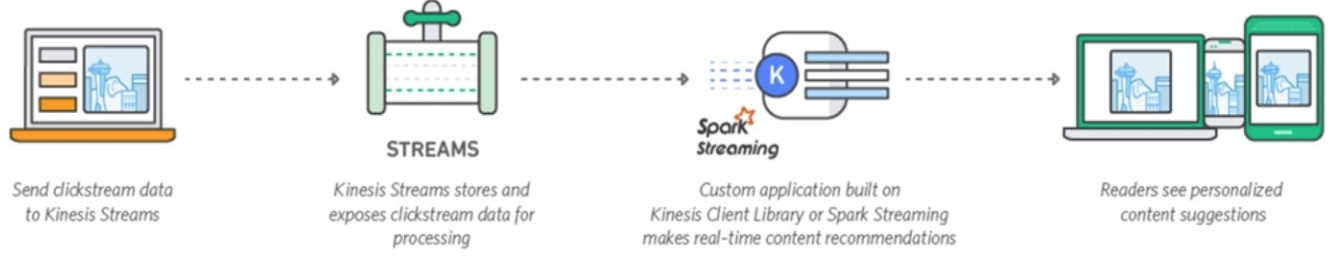 K
Spark
Streaming
STREAMS
Send clickstream data
to Kinesis Streams
Kinesis Streams stores and
exposes clickstream data for
processing
Custom application built on
Kinesis Client Library or Spark Streaming
makes real-time content recommendations
Readers see personalized
content suggestions